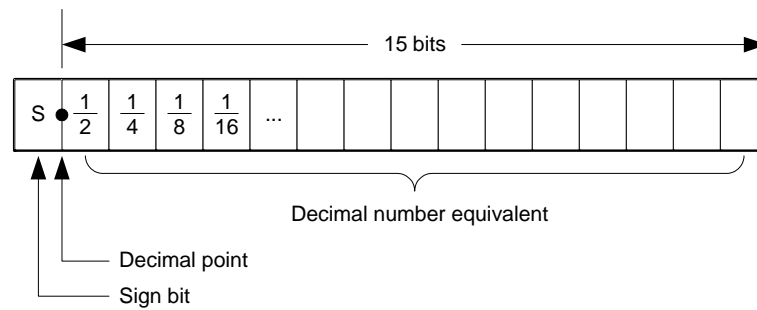 15 bits
S 1/2 1/4 1/8 1/16 ...
Decimal number equivalent
Decimal point
Sign bit